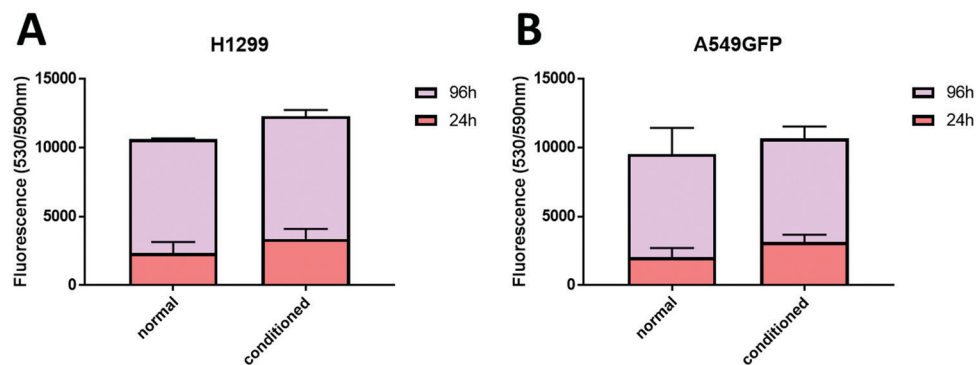 A
H1299
Fluorescence (530/590nm)
15000
10000
5000
0
normal
conditioned
96h
24h
B
A549GFP
Fluorescence (530/590nm)
15000
10000
5000
0
normal
conditioned
96h
24h